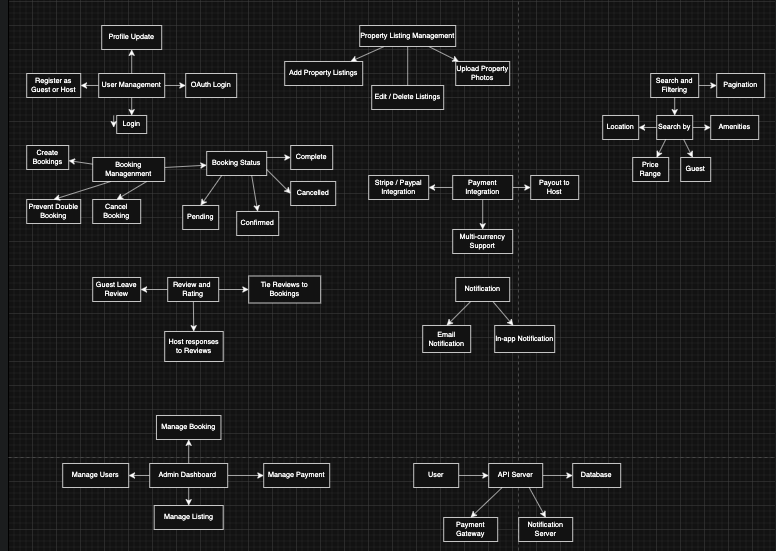 Profile Update
Register as
Guest or Host
User Management
OAuth Login
Login
Property Listing Management
Add Property Listings
Edit / Delete Listings
Upload Property
Photos
Search and
Filtering
Pagination
Location
Search by
Amenities
Price
Range
Guest
Create
Bookings
Booking
Management
Booking Status
Complete
Cancelled
Prevent Double
Booking
Cancel
Booking
Pending
Confirmed
Stripe / Paypal
Integration
Payment
Integration
Payout to
Host
Multi-currency
Support
Guest Leave
Review
Review and
Rating
Tie Reviews to
Bookings
Host responses
to Reviews
Notification
Email
Notification
In-app Notification
Manage Booking
Manage Users
Admin Dashboard
Manage Payment
Manage Listing
User
API Server
Database
Payment
Gateway
Notification
Server